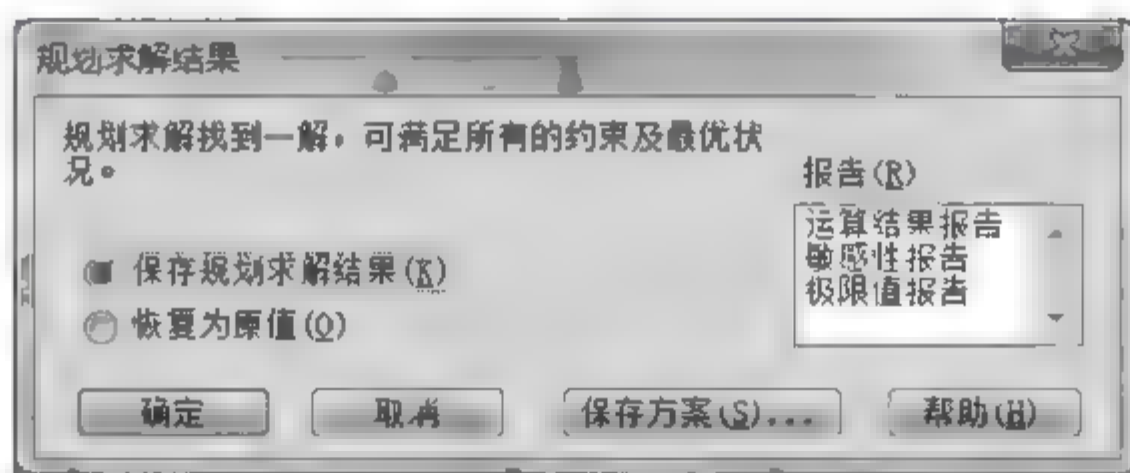 规划求解结果
规划求解找到一解，可满足所有的约束及最优状
况。
报告(R)
运算结果报告
敏感性报告
极限值报告
保存规划求解结果(K)
恢复为原值(O)
确定
取消
保存方案(S)...
帮助(H)